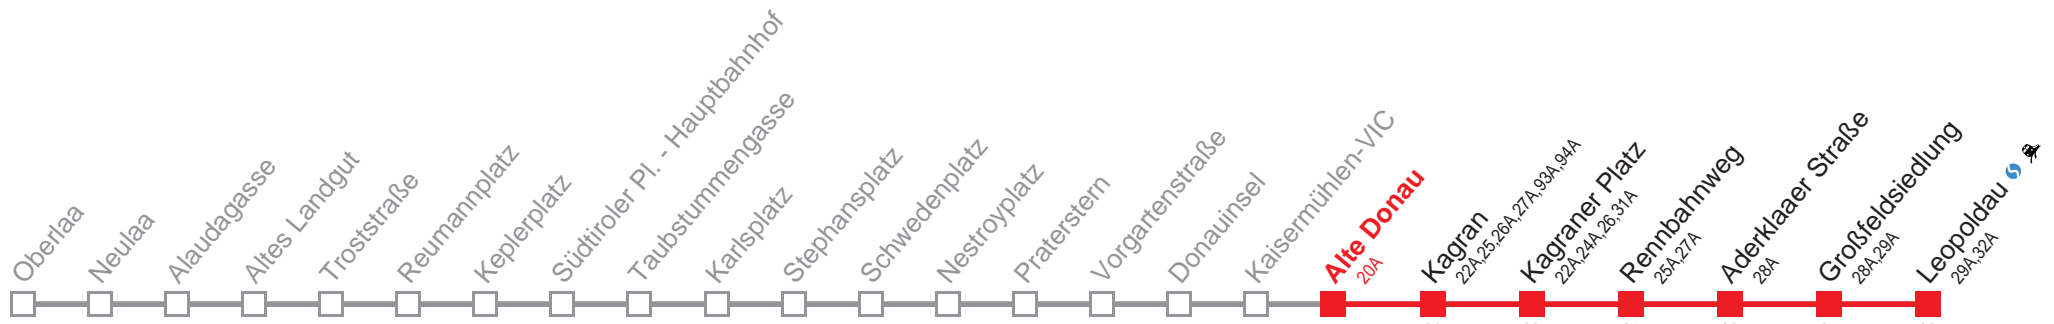 Oberlaa
Neulaa
Alaudagasse
Altes Landgut
Troststraße
Reumannplatz
Keplerplatz
Südtiroler Pl. - Hauptbahnhof
Taubstummengasse
Karlsplatz
Stephansplatz
Schwedenplatz
Nestroyplatz
Praterstern
Vorgartenstraße
Donauinsel
Kaisermühlen-VIC
Alte Donau
20A
Kagran
22A,25,26A,27A,93A,94A
Kagraner Platz
22A,24A,26,31A
Rennbahnweg
25A,27A
Aderklaaer Straße
28A
Großfeldsiedlung
28A,29A
Leopoldau
29A,32A